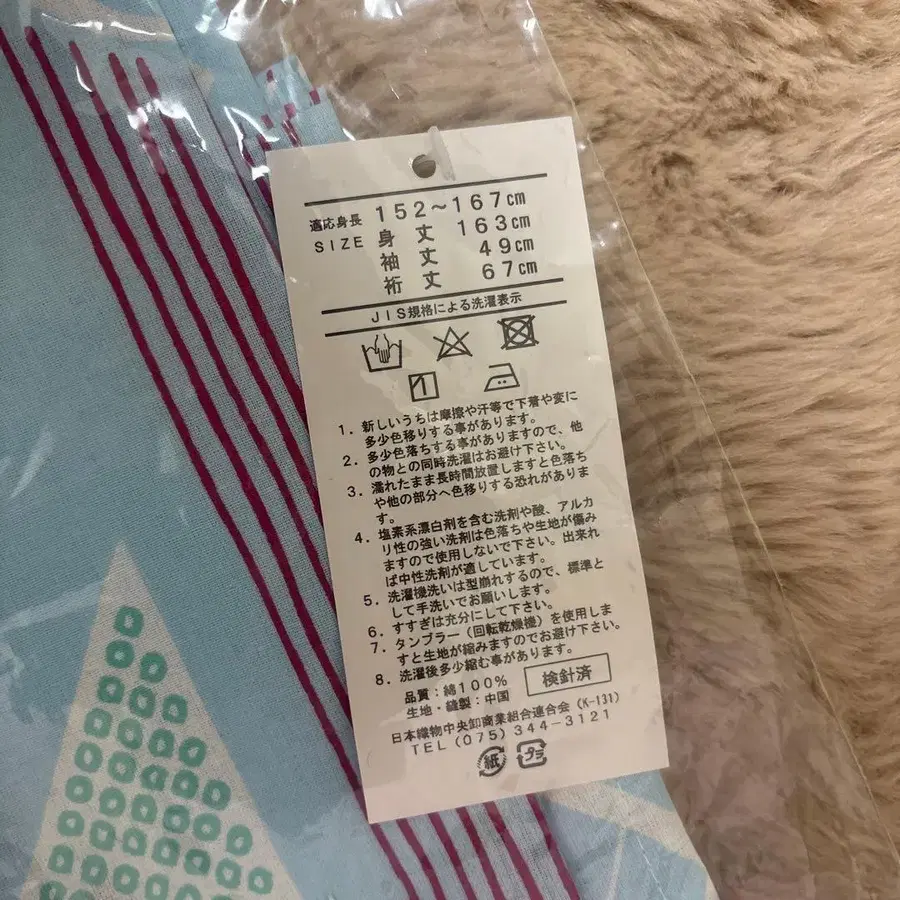 適応身長 152～167cm
SIZE 身丈 163cm
袖丈 49cm
裄丈 67cm
JIS規格による洗濯表示
1. 新しいうちは摩擦や汗等で下着や変に
多少色移りする事があります。
2. 多少色落ちする事がありますので、他
の物との同時洗濯はお避け下さい。
3. 濡れたまま長時間放置しますと色落ち
や他の部分へ色移りする恐れがありま
す。
4. 塩素系漂白剤を含む洗剤や酸、アルカ
リ性の強い洗剤は色落ちや生地が傷み
ますので使用しないで下さい。出来れ
ば中性洗剤が適しています。
5. 洗濯機洗いは型崩れするので、標準と
して手洗いでお願いします。
6. すすぎは充分にして下さい。
7. タンブラー（回転乾燥機）を使用しま
すと生地が縮みますのでお避け下さい。
8. 洗濯後多少縮む事があります。
品質：綿100%
生地・縫製：中国
検針済
日本織物中央卸商業組合連合会（K-131）
TEL（075）344－3121
紙 プラ